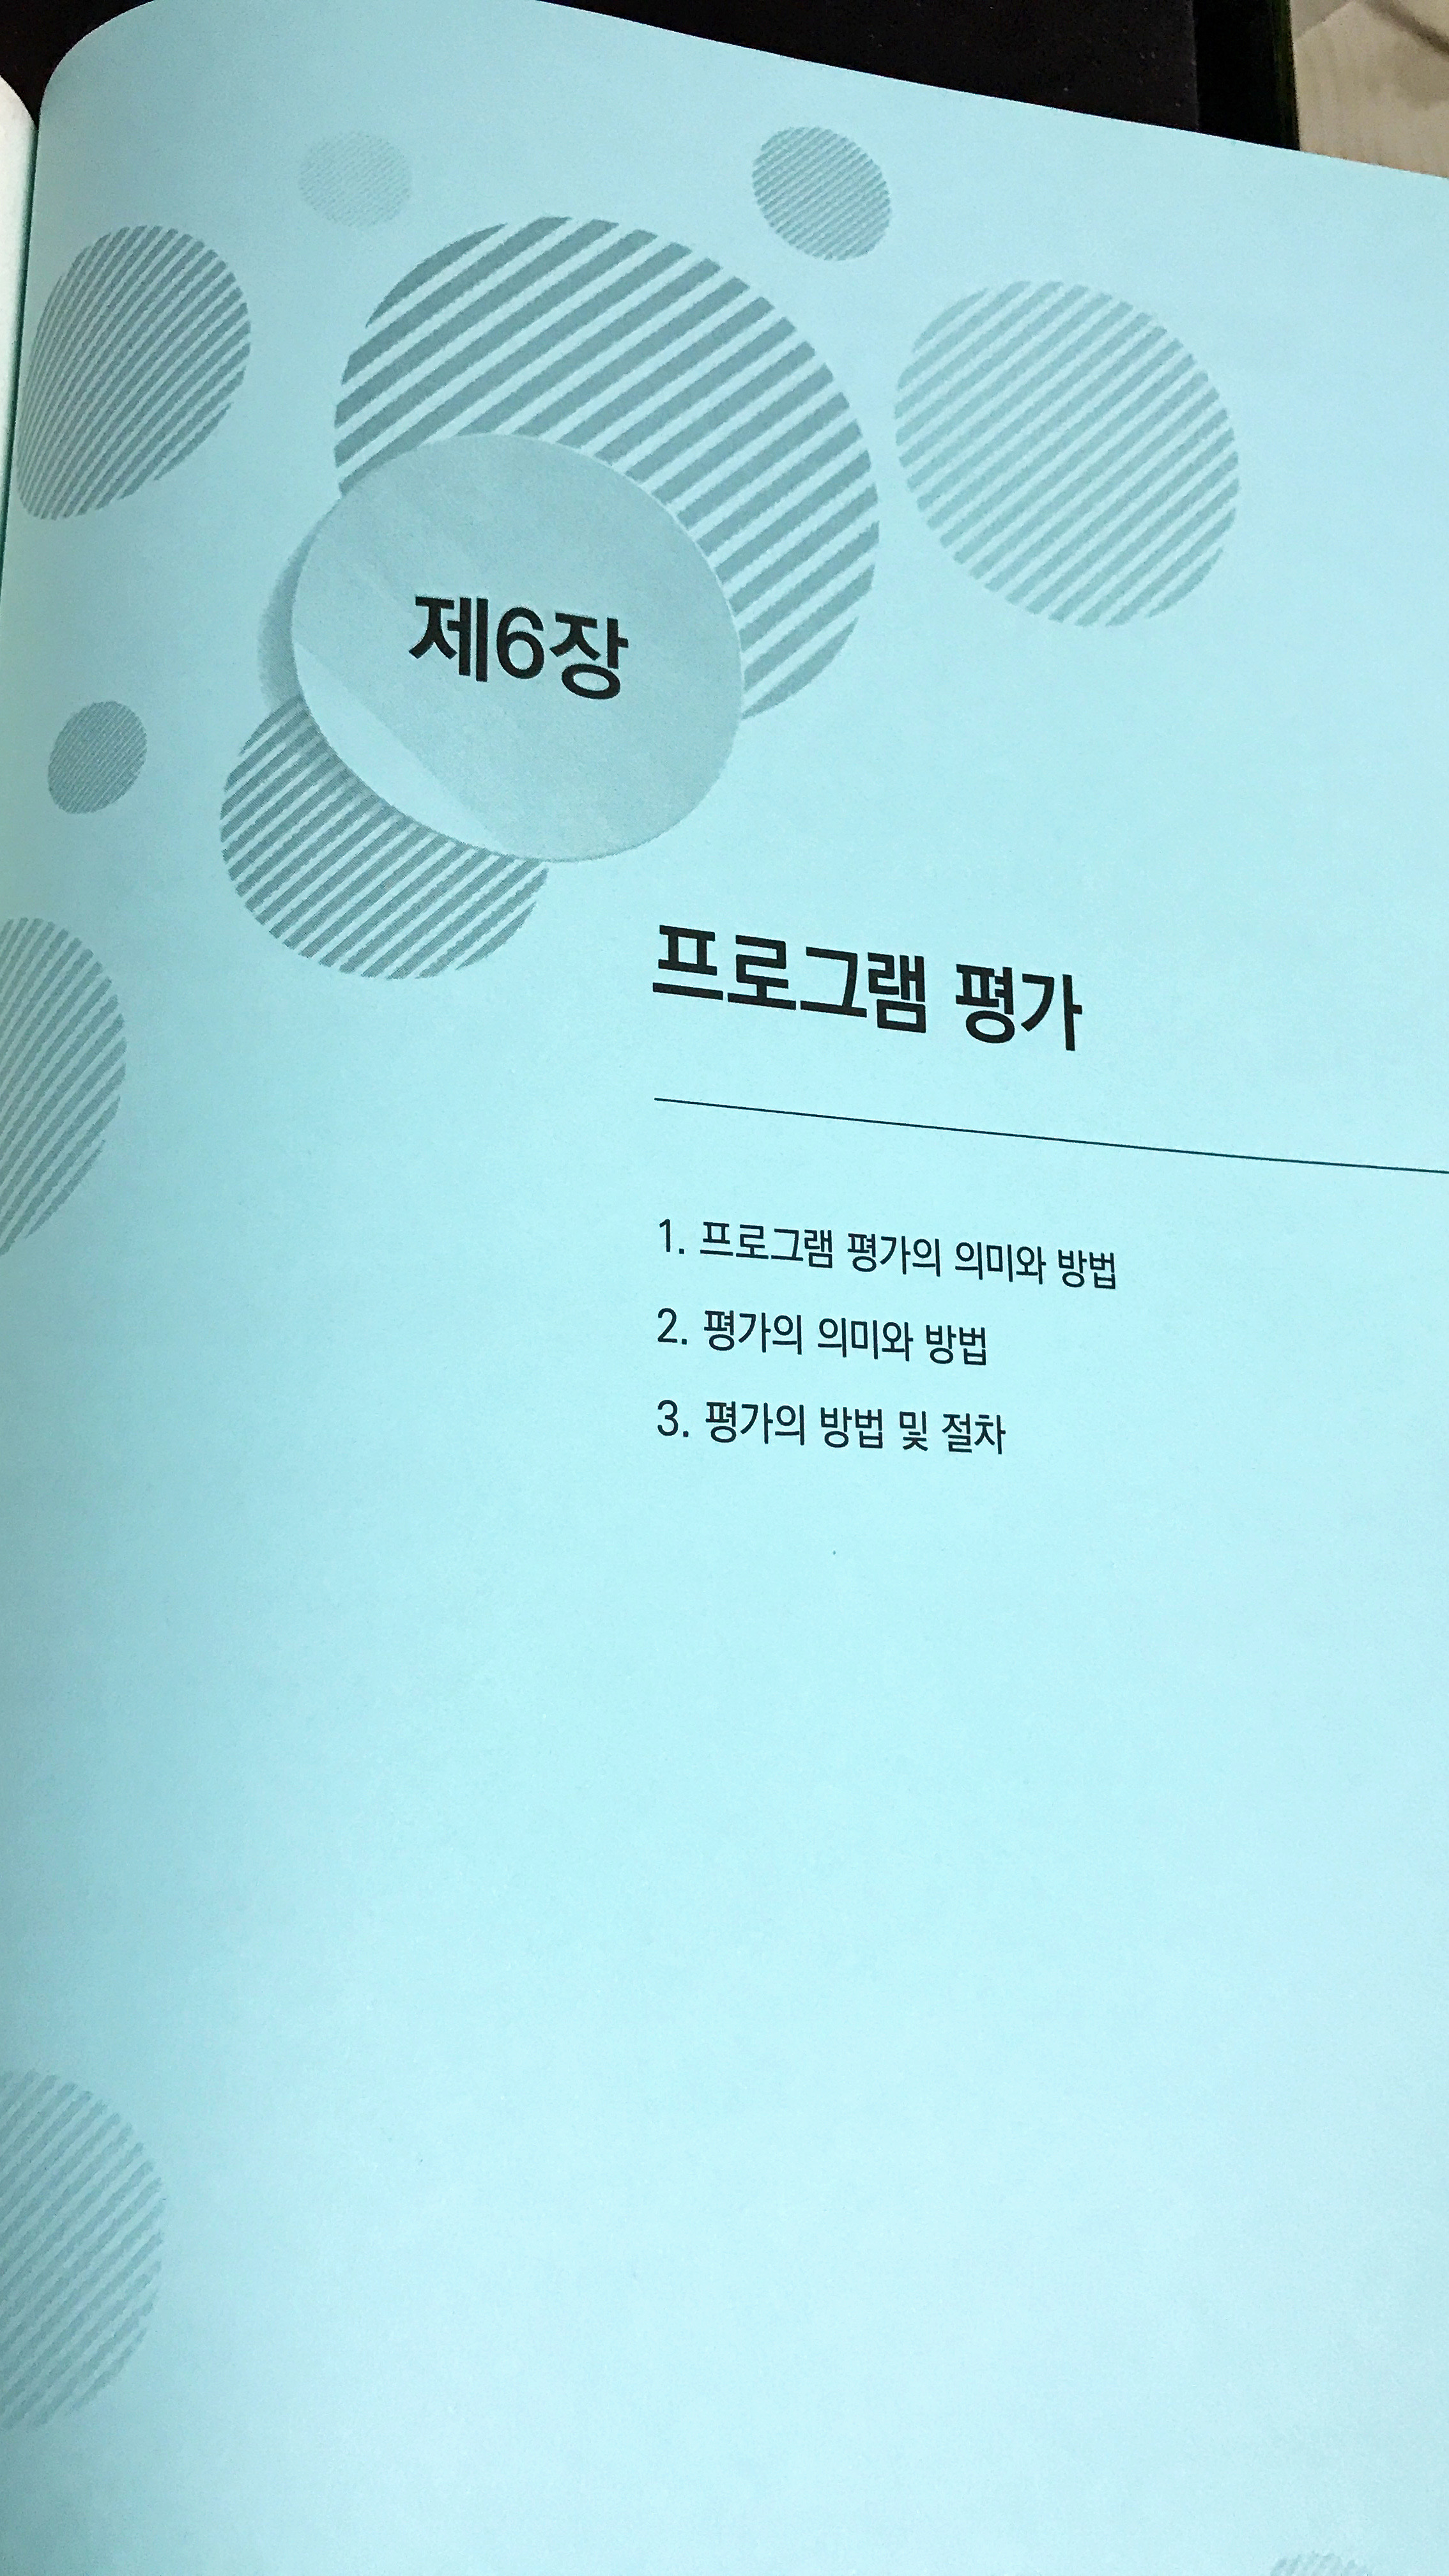 제6장
프로그램 평가
1. 프로그램 평가의 의미와 방법
2. 평가의 의미와 방법
3. 평가의 방법 및 절차